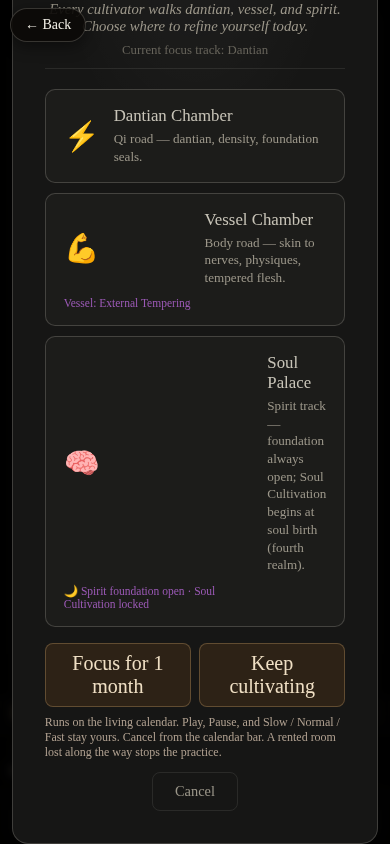 Every cultivator walks dantian, vessel, and spirit.
← Back
Choose where to refine yourself today.
Current focus track: Dantian
Dantian Chamber
Qi road — dantian, density, foundation
seals.
Vessel Chamber
Body road — skin to
nerves, physiques,
tempered flesh.
Vessel: External Tempering
Soul
Palace
Spirit track
—
foundation
always
open; Soul
Cultivation
begins at
soul birth
(fourth
realm).
🌙 Spirit foundation open · Soul
Cultivation locked
Focus for 1
month
Keep
cultivating
Runs on the living calendar. Play, Pause, and Slow / Normal /
Fast stay yours. Cancel from the calendar bar. A rented room
lost along the way stops the practice.
Cancel